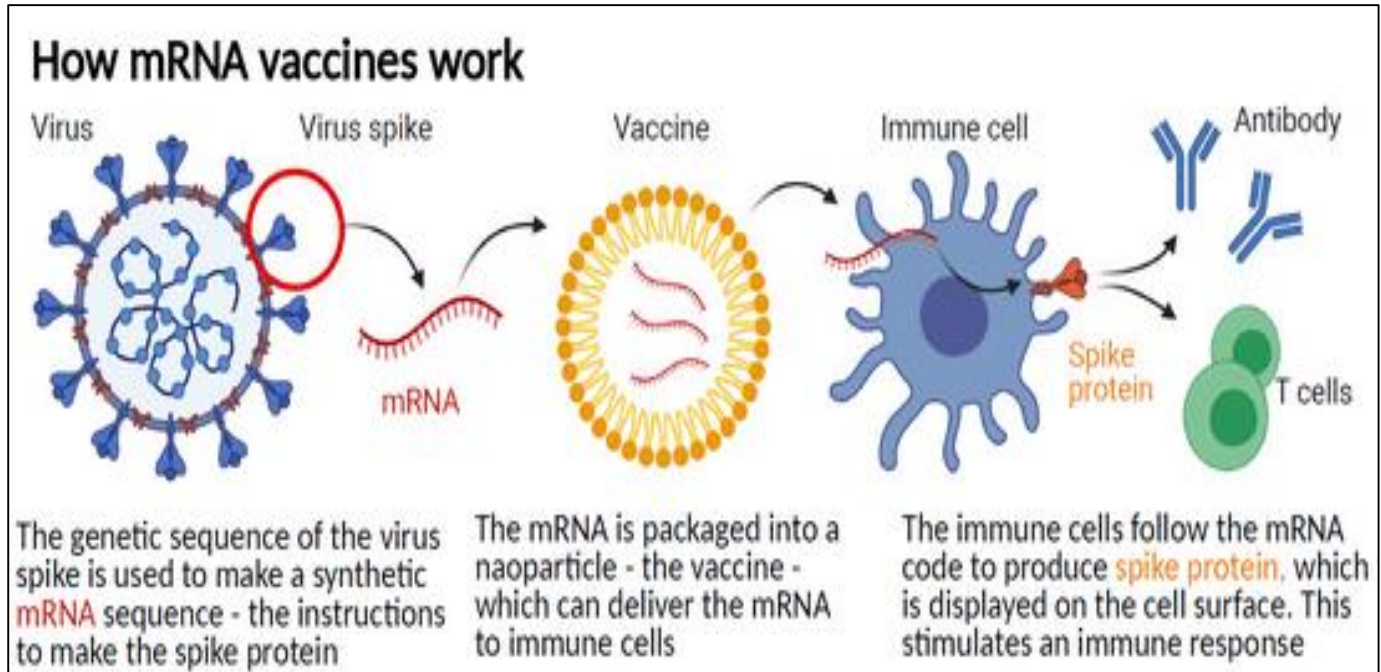 How mRNA vaccines work
Virus
Virus spike
Vaccine
Immune cell
Antibody
mRNA
Spike
protein
T cells
The genetic sequence of the virus
spike is used to make a synthetic
mRNA sequence - the instructions
to make the spike protein
The mRNA is packaged into a
naoparticle - the vaccine -
which can deliver the mRNA
to immune cells
The immune cells follow the mRNA
code to produce spike protein, which
is displayed on the cell surface. This
stimulates an immune response